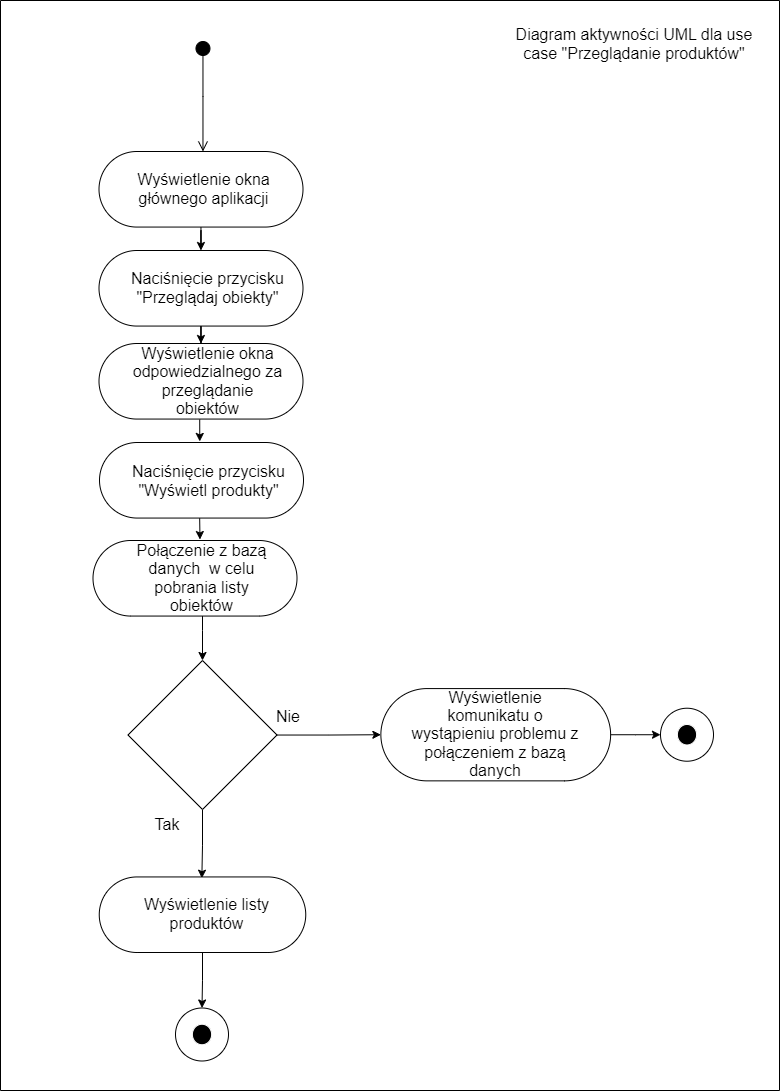 Diagram aktywności UML dla use
case "Przeglądanie produktów"
Wyświetlenie okna
głównego aplikacji
Naciśnięcie przycisku
"Przeglądaj obiekty"
Wyświetlenie okna
odpowiedzialnego za
przeglądanie
obiektów
Naciśnięcie przycisku
"Wyświetl produkty"
Połączenie z bazą
danych w celu
pobrania listy
obiektów
Nie
Wyświetlenie
komunikatu o
wystąpieniu problemu z
połączeniem z bazą
danych
Tak
Wyświetlenie listy
produktów